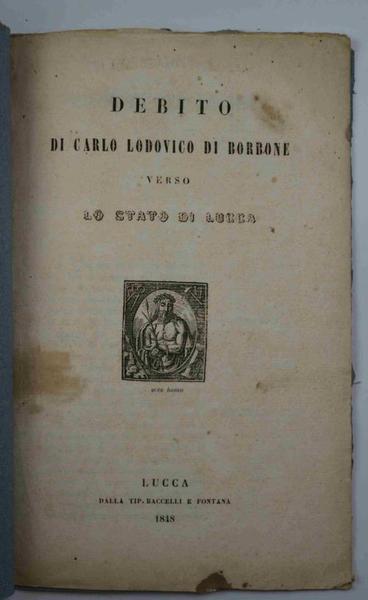 DEBITO
DI CARLO LODOVICO DI BORBONE
VERSO
LO STATO DI LUCCA
ecce homo
LUCCA
DALLA TIP. BACCELLI E FONTANA
1848